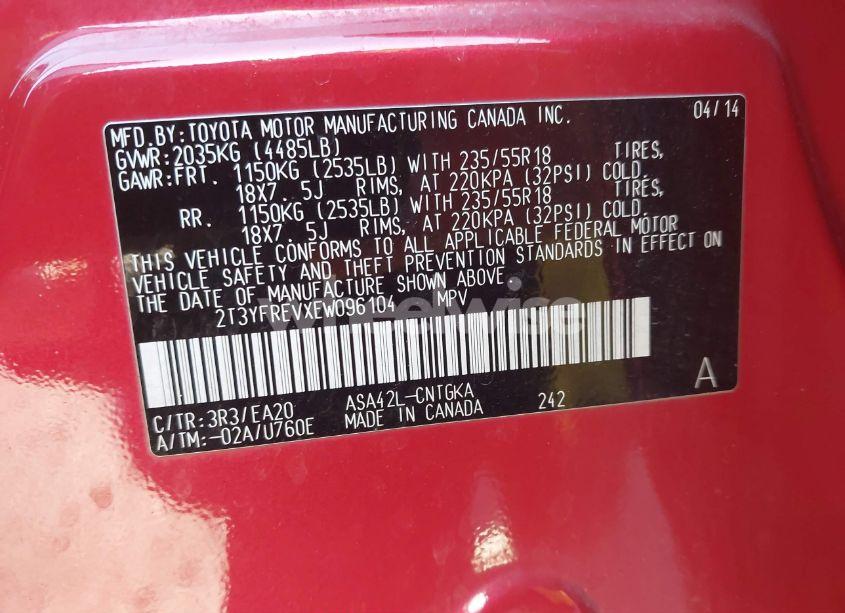 MFD.BY:TOYOTA MOTOR MANUFACTURING CANADA INC. 04/14
GVWR:2035KG (4485LB)
GAWR:FRT. 1150KG (2535LB) WITH 235/55R18 TIRES,
18X7.5J RIMS, AT 220KPA (32PSI) COLD.
RR. 1150KG (2535LB) WITH 235/55R18 TIRES,
18X7.5J RIMS, AT 220KPA (32PSI) COLD.
THIS VEHICLE CONFORMS TO ALL APPLICABLE FEDERAL MOTOR
VEHICLE SAFETY AND THEFT PREVENTION STANDARDS IN EFFECT ON
THE DATE OF MANUFACTURE SHOWN ABOVE.
2T3YFREVXEW096104 MPV
wheelwise
A
C/TR:3R3/EA20 ASA42L-CNTGKA 242
A/TM:-02A/U760E MADE IN CANADA